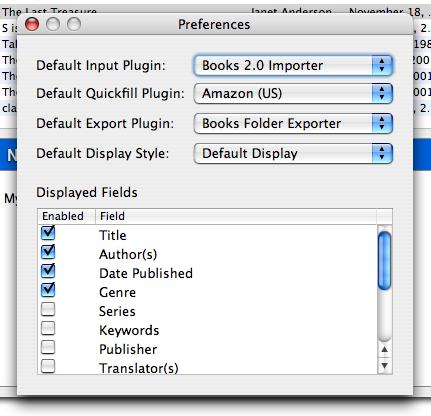 The Last Treasure Janet Anderson November 18, ...
Preferences
S is
Tal 198
The 200
The 001
The 001
cla , 2.
Default Input Plugin: Books 2.0 Importer
Default Quickfill Plugin: Amazon (US)
Default Export Plugin: Books Folder Exporter
Default Display Style: Default Display
N
My
Displayed Fields
Enabled Field
Title
Author(s)
Date Published
Genre
Series
Keywords
Publisher
Translator(s)